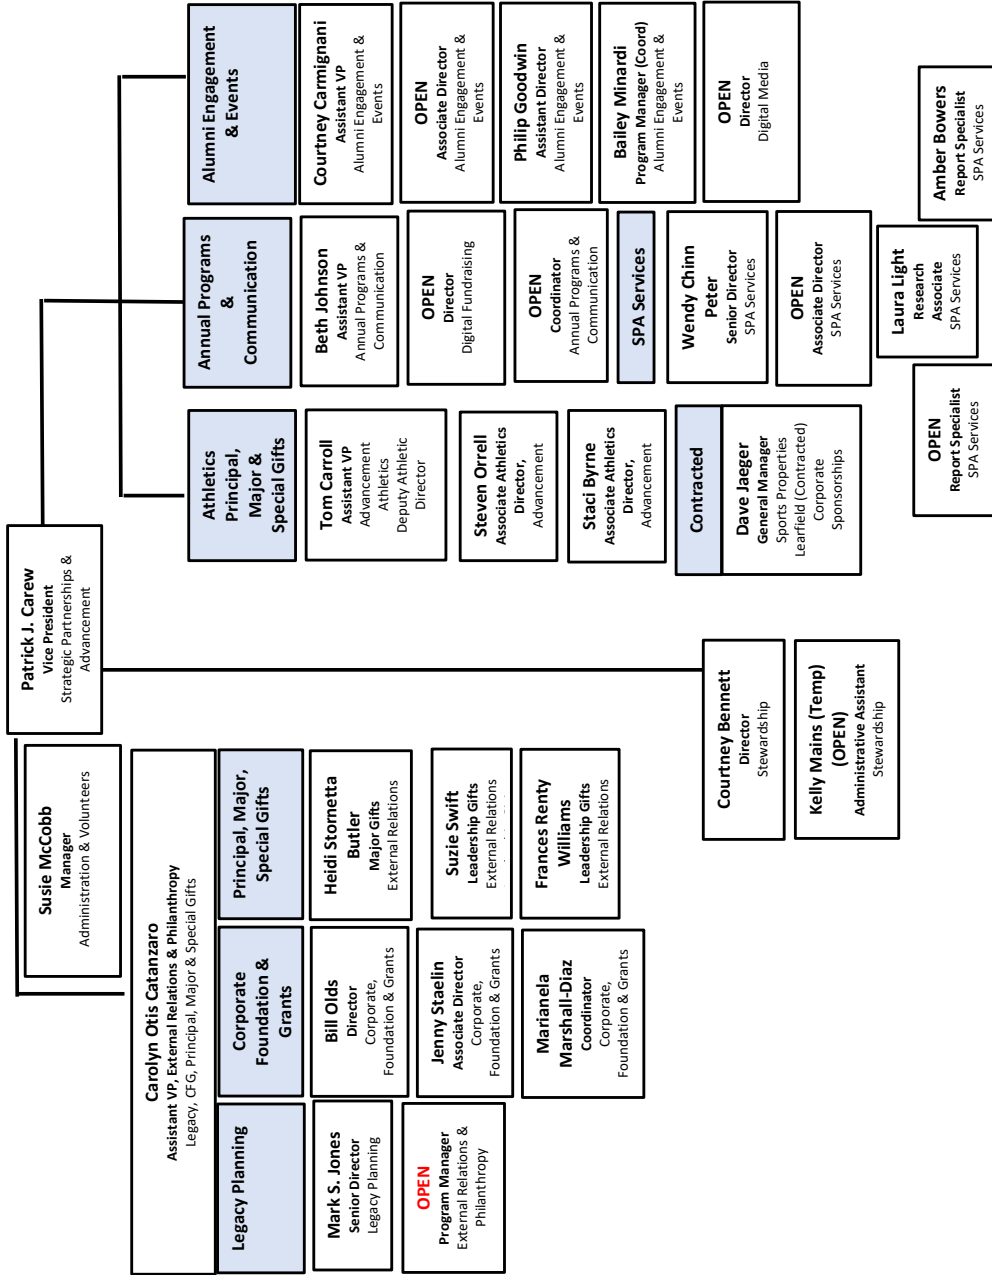 Patrick J. Carew
Vice President
Strategic Partnerships &
Advancement
Susie McCobb
Manager
Administration & Volunteers
Carolyn Otis Catanzaro
Assistant VP, External Relations & Philanthropy
Legacy, CFG, Principal, Major & Special Gifts
Legacy Planning
Mark S. Jones
Senior Director
Legacy Planning
OPEN
Program Manager
External Relations &
Philanthropy
Corporate
Foundation &
Grants
Bill Olds
Director
Corporate,
Foundation & Grants
Jenny Staelin
Associate Director
Corporate,
Foundation & Grants
Marianela
Marshall-Diaz
Coordinator
Corporate,
Foundation & Grants
Principal, Major,
Special Gifts
Heidi Stornetta
Butler
Major Gifts
External Relations
Suzie Swift
Leadership Gifts
External Relations
Frances Renty
Williams
Leadership Gifts
External Relations
Courtney Bennett
Director
Stewardship
Kelly Mains (Temp)
(OPEN)
Administrative Assistant
Stewardship
Athletics
Principal,
Major &
Special Gifts
Tom Carroll
Assistant VP
Advancement
Athletics
Deputy Athletic
Director
Steven Orrell
Associate Athletics
Director,
Advancement
Staci Byrne
Associate Athletics
Director,
Advancement
Contracted
Dave Jaeger
General Manager
Sports Properties
Learfield (Contracted)
Corporate
Sponsorships
Annual Programs
&
Communication
Beth Johnson
Assistant VP
Annual Programs &
Communication
OPEN
Director
Digital Fundraising
OPEN
Coordinator
Annual Programs &
Communication
SPA Services
Wendy Chinn
Peter
Senior Director
SPA Services
OPEN
Associate Director
SPA Services
OPEN
Report Specialist
SPA Services
Laura Light
Research
Associate
SPA Services
Amber Bowers
Report Specialist
SPA Services
Alumni Engagement
& Events
Courtney Carmignani
Assistant VP
Alumni Engagement &
Events
OPEN
Associate Director
Alumni Engagement &
Events
Philip Goodwin
Assistant Director
Alumni Engagement &
Events
Bailey Minardi
Program Manager (Coord)
Alumni Engagement &
Events
OPEN
Director
Digital Media